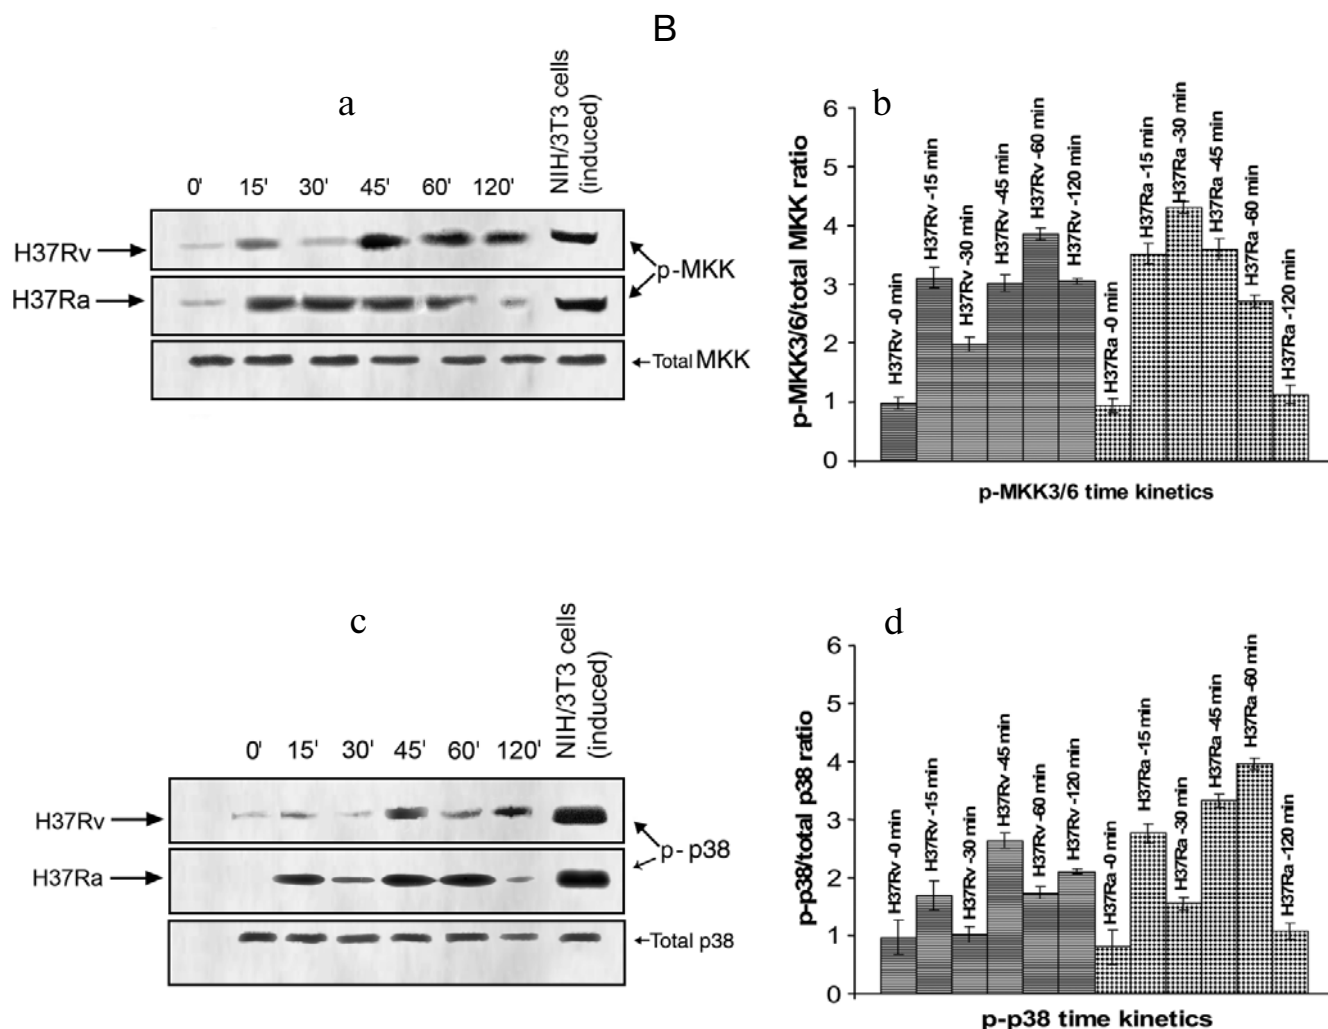 B
a
NIH/3T3 cells
(induced)
0' 15' 30' 45' 60' 120'
H37Rv
H37Ra
p-MKK
Total MKK
b
p-MKK3/6/total MKK ratio
6
5
4
3
2
1
0
H37Rv -0 min
H37Rv -15 min
H37Rv -30 min
H37Rv -45 min
H37Rv -60 min
H37Rv -120 min
H37Ra -0 min
H37Ra -15 min
H37Ra -30 min
H37Ra -45 min
H37Ra -60 min
H37Ra -120 min
p-MKK3/6 time kinetics
c
NIH/3T3 cells
(induced)
0' 15' 30' 45' 60' 120'
H37Rv
H37Ra
p- p38
Total p38
d
p-p38/total p38 ratio
6
5
4
3
2
1
0
H37Rv -0 min
H37Rv -15 min
H37Rv -30 min
H37Rv -45 min
H37Rv -60 min
H37Rv -120 min
H37Ra -0 min
H37Ra -15 min
H37Ra -30 min
H37Ra -45 min
H37Ra -60 min
H37Ra -120 min
p-p38 time kinetics